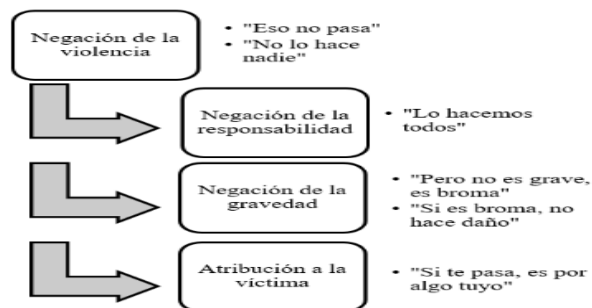 Negación de la
violencia
• "Eso no pasa"
• "No lo hace
nadie"
Negación de la
responsabilidad
• "Lo hacemos
todos"
Negación de la
gravedad
• "Pero no es grave,
es broma"
• "Si es broma, no
hace daño"
Atribución a la
víctima
• "Si te pasa, es por
algo tuyo"